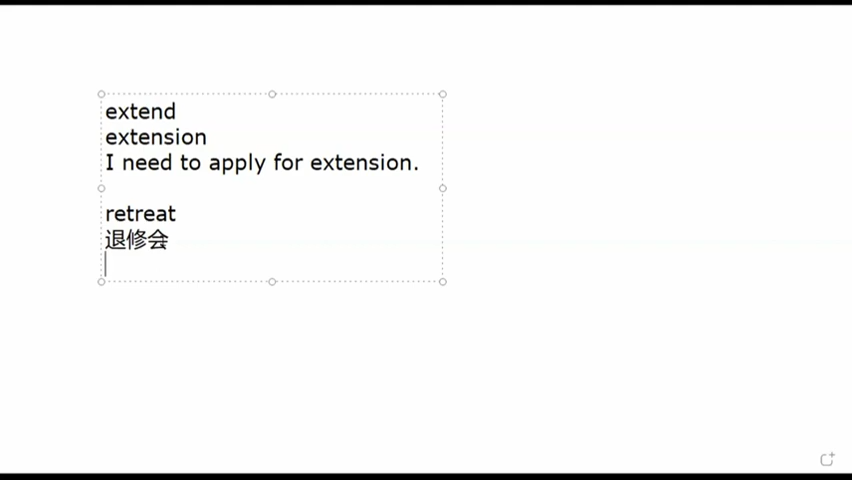 extend
extension
I need to apply for extension.
retreat
退修会